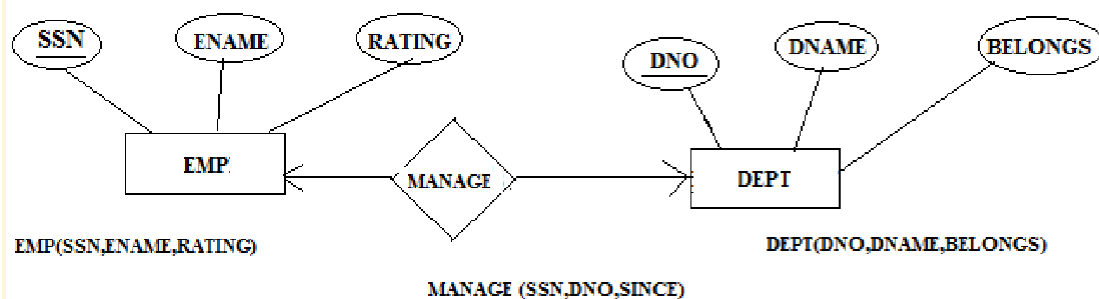 SSN
ENAME
RATING
DNO
DNAME
BELONGS
EMP.
MANAGE
DEPT
EMP(SSN,ENAME,RATING)
DEPT(DNO,DNAME,BELONGS)
MANAGE (SSN,DNO,SINCE)